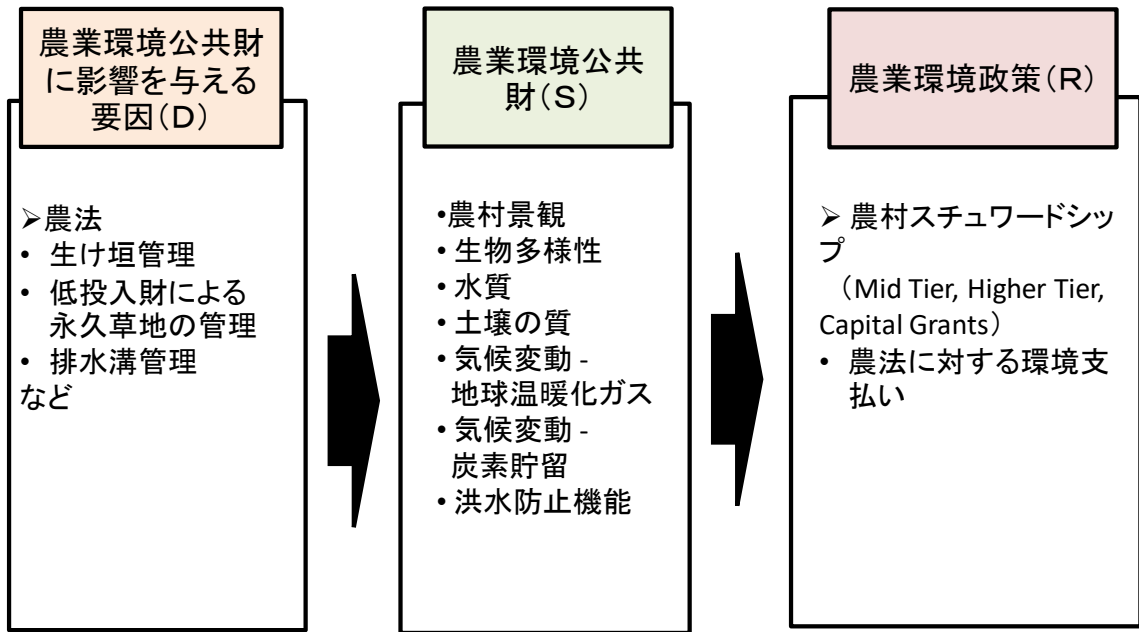 農業環境公共財
に影響を与える
要因(D)
➢農法
• 生け垣管理
• 低投入財による
永久草地の管理
• 排水溝管理
など
農業環境公共
財(S)
•農村景観
• 生物多様性
• 水質
• 土壌の質
• 気候変動 -
地球温暖化ガス
• 気候変動 -
炭素貯留
• 洪水防止機能
農業環境政策(R)
➢ 農村スチュワードシッ
プ
(Mid Tier, Higher Tier,
Capital Grants)
• 農法に対する環境支
払い